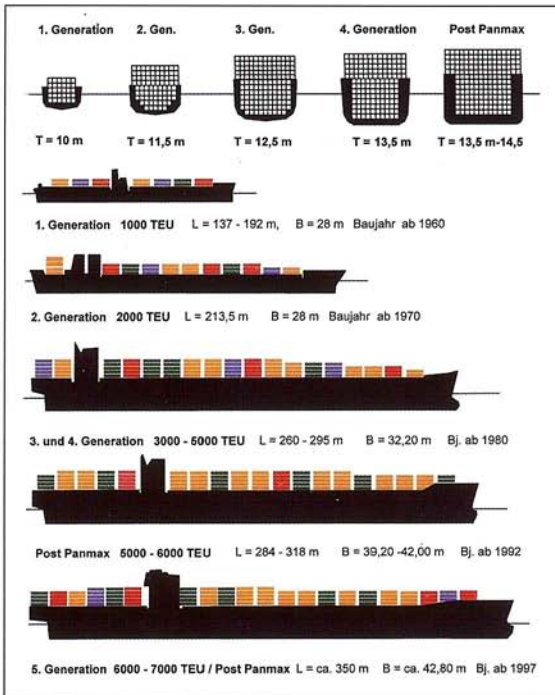 1. Generation 2. Gen. 3. Gen. 4. Generation Post Panmax
T = 10 m T = 11,5 m T = 12,5 m T = 13,5 m T = 13,5 m-14,5
1. Generation 1000 TEU L = 137 - 192 m, B = 28 m Baujahr ab 1960
2. Generation 2000 TEU L = 213,5 m B = 28 m Baujahr ab 1970
3. und 4. Generation 3000 - 5000 TEU L = 260 - 295 m B = 32,20 m Bj. ab 1980
Post Panmax 5000 - 6000 TEU L = 284 - 318 m B = 39,20 -42,00 m Bj. ab 1992
5. Generation 6000 - 7000 TEU / Post Panmax L = ca. 350 m B = ca. 42,80 m Bj. ab 1997